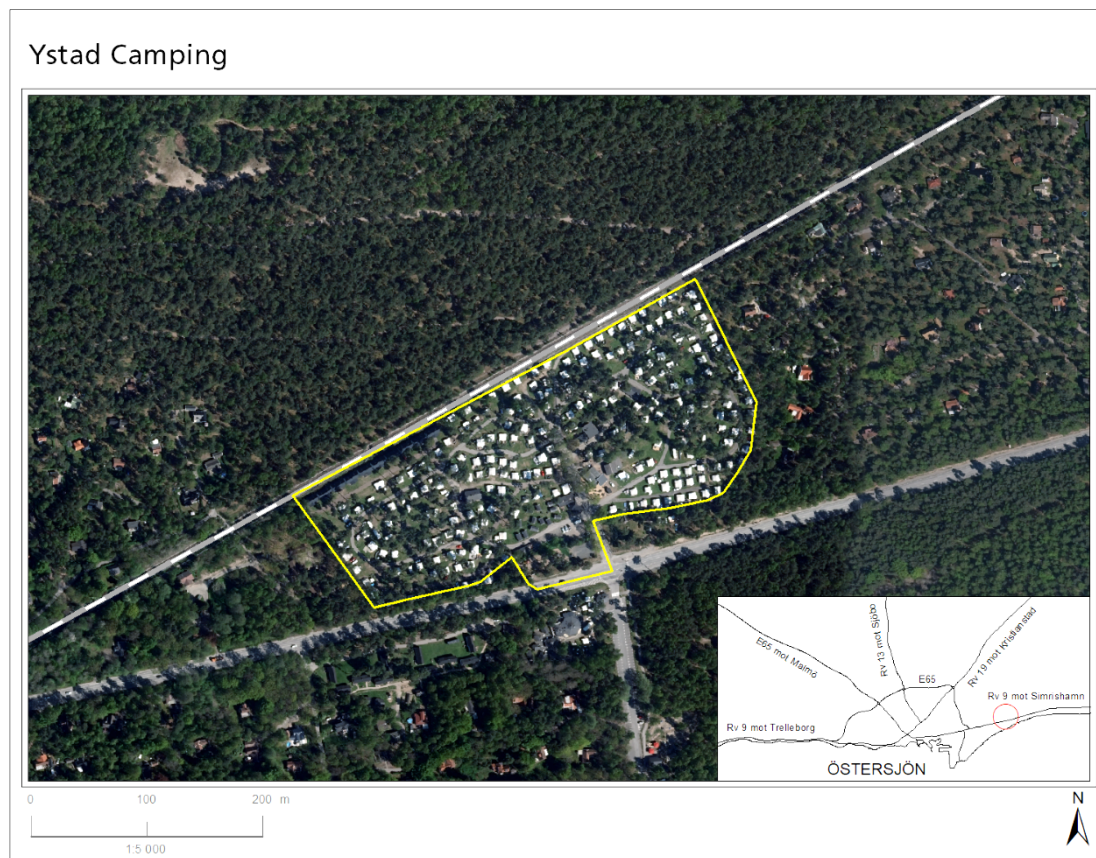 Ystad Camping
E65 mot Malmö
Rv 13 mot Sjöbo
Rv 19 mot Kristianstad
E65
Rv 9 mot Simrishamn
Rv 9 mot Trelleborg
ÖSTERSJÖN
0 100 200 m
1:5 000
N